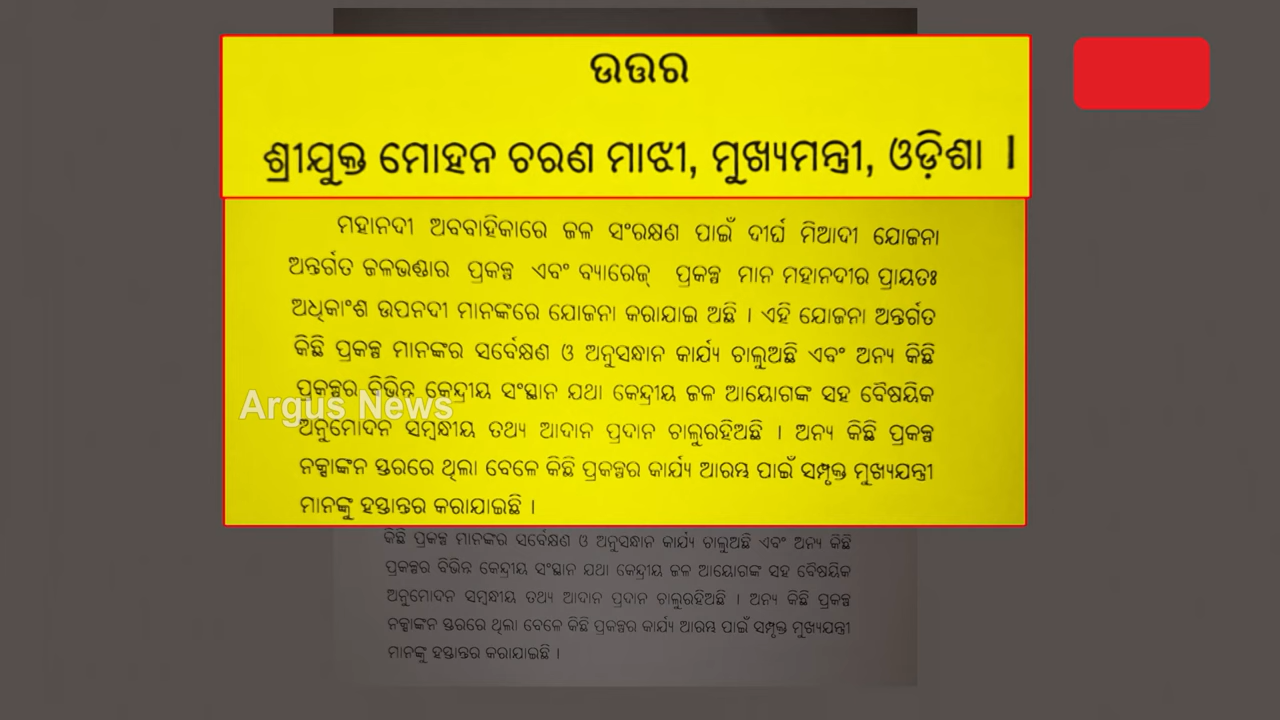 ଉତ୍ତର
ଶ୍ରୀଯୁକ୍ତ ମୋହନ ଚରଣ ମାଝୀ, ମୁଖ୍ୟମନ୍ତ୍ରୀ, ଓଡ଼ିଶା ।
ମହାନଦୀ ଅବବାହିକାରେ ଜଳ ସଂରକ୍ଷଣ ପାଇଁ ଦୀର୍ଘ ମିଆଦୀ ଯୋଜନା
ଅନ୍ତର୍ଗତ ଜଳଭଣ୍ଡାର ପ୍ରକଳ୍ପ ଏବଂ ବ୍ୟାରେଜ୍ ପ୍ରକଳ୍ପ ମାନ ମହାନଦୀର ପ୍ରାୟତଃ
ଅଧିକାଂଶ ଉପନଦୀ ମାନଙ୍କରେ ଯୋଜନା କରାଯାଇ ଅଛି । ଏହି ଯୋଜନା ଅନ୍ତର୍ଗତ
କିଛି ପ୍ରକଳ୍ପ ମାନଙ୍କର ସର୍ବେକ୍ଷଣ ଓ ଅନୁସନ୍ଧାନ କାର୍ଯ୍ୟ ଚାଲୁଅଛି ଏବଂ ଅନ୍ୟ କିଛି
ପ୍ରକଳ୍ପର ବିଭିନ୍ନ କେନ୍ଦ୍ରୀୟ ସଂସ୍ଥାନ ଯଥା କେନ୍ଦ୍ରୀୟ ଜଳ ଆୟୋଗଙ୍କ ସହ ବୈଷୟିକ
Argus News
ଅନୁମୋଦନ ସମ୍ବନ୍ଧୀୟ ତଥ୍ୟ ଆଦାନ ପ୍ରଦାନ ଚାଲୁରହିଅଛି । ଅନ୍ୟ କିଛି ପ୍ରକଳ୍ପ
ନକ୍ସାଙ୍କନ ସ୍ତରରେ ଥିଲା ବେଳେ କିଛି ପ୍ରକଳ୍ପର କାର୍ଯ୍ୟ ଆରମ୍ଭ ପାଇଁ ସମ୍ପୃକ୍ତ ମୁଖ୍ୟଯନ୍ତ୍ରୀ
ମାନଙ୍କୁ ହସ୍ତାନ୍ତର କରାଯାଇଛି ।
କିଛି ପ୍ରକଳ୍ପ ମାନଙ୍କର ସର୍ବେକ୍ଷଣ ଓ ଅନୁସନ୍ଧାନ କାର୍ଯ୍ୟ ଚାଲୁଅଛି ଏବଂ ଅନ୍ୟ କିଛି
ପ୍ରକଳ୍ପର ବିଭିନ୍ନ କେନ୍ଦ୍ରୀୟ ସଂସ୍ଥାନ ଯଥା କେନ୍ଦ୍ରୀୟ ଜଳ ଆୟୋଗଙ୍କ ସହ ବୈଷୟିକ
ଅନୁମୋଦନ ସମ୍ବନ୍ଧୀୟ ତଥ୍ୟ ଆଦାନ ପ୍ରଦାନ ଚାଲୁରହିଅଛି । ଅନ୍ୟ କିଛି ପ୍ରକଳ୍ପ
ନକ୍ସାଙ୍କନ ସ୍ତରରେ ଥିଲା ବେଳେ କିଛି ପ୍ରକଳ୍ପର କାର୍ଯ୍ୟ ଆରମ୍ଭ ପାଇଁ ସମ୍ପୃକ୍ତ ମୁଖ୍ୟଯନ୍ତ୍ରୀ
ମାନଙ୍କୁ ହସ୍ତାନ୍ତର କରାଯାଇଛି ।